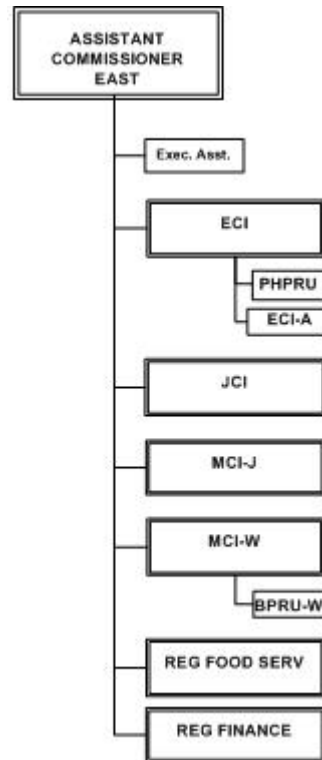 ASSISTANT
COMMISSIONER
EAST
Exec. Asst.
ECI
PHPRU
ECI-A
JCI
MCI-J
MCI-W
BPRU-W
REG FOOD SERV
REG FINANCE